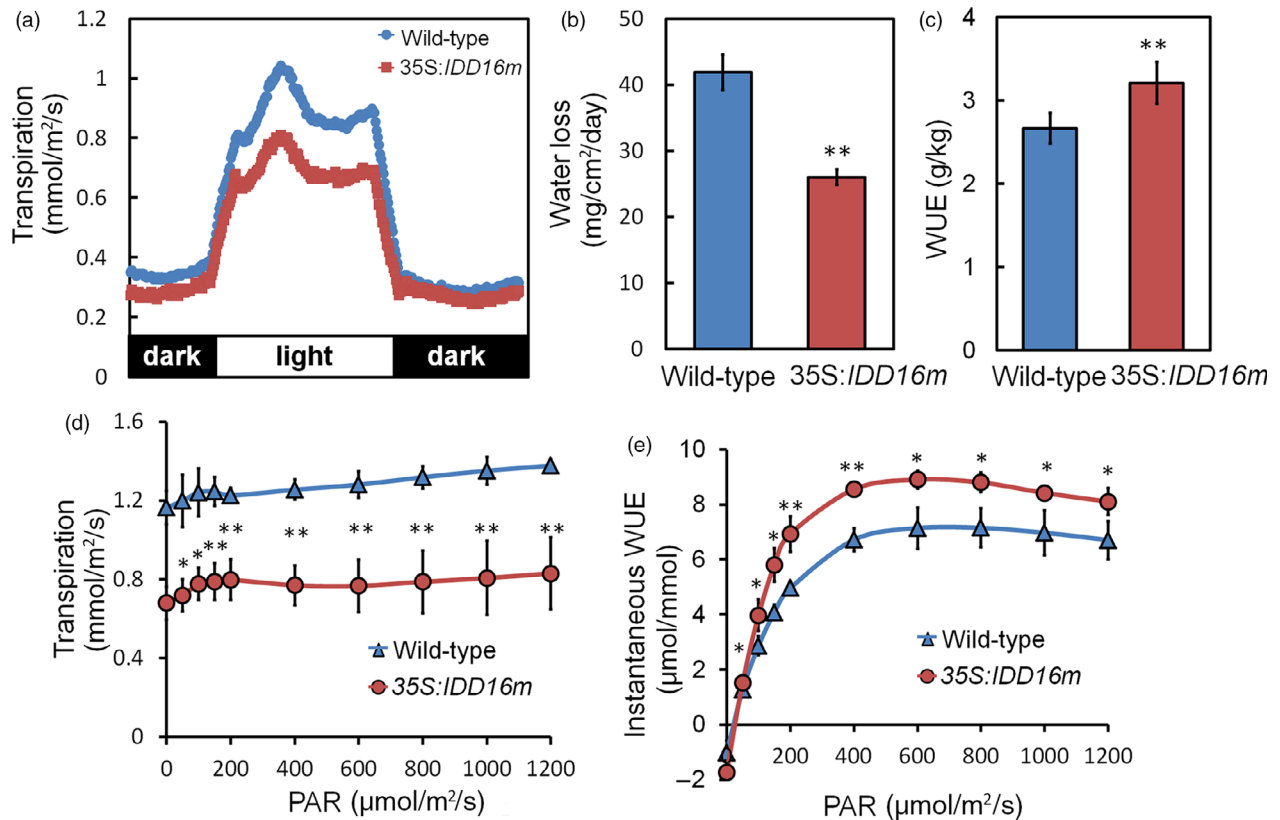 (a)
Transpiration
(mmol/m²/s)
1.2
1
0.8
0.6
0.4
0.2
0
Wild-type
35S:IDD16m
dark
light
dark
(b)
Water loss
(mg/cm²/day)
50
40
30
20
10
0
**
Wild-type
35S:IDD16m
(c)
WUE (g/kg)
4
3
2
1
0
**
Wild-type
35S:IDD16m
(d)
Transpiration
(mmol/m²/s)
1.6
1.2
0.8
0.4
0
* * ** ** ** ** ** ** **
Wild-type
35S:IDD16m
0 200 400 600 800 1000 1200
PAR (µmol/m²/s)
(e)
Instantaneous WUE
(µmol/mmol)
10
8
6
4
2
0
−2
* * * ** ** * * * *
Wild-type
35S:IDD16m
200 400 600 800 1000 1200
PAR (µmol/m²/s)